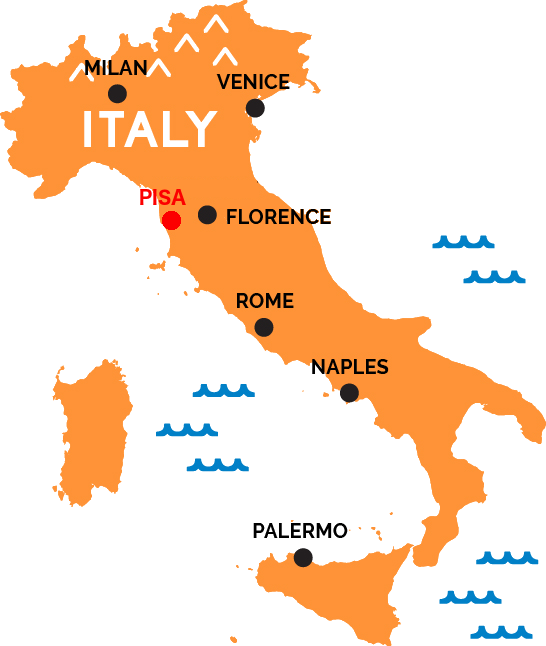 MILAN
VENICE
ITALY
PISA
FLORENCE
ROME
NAPLES
PALERMO